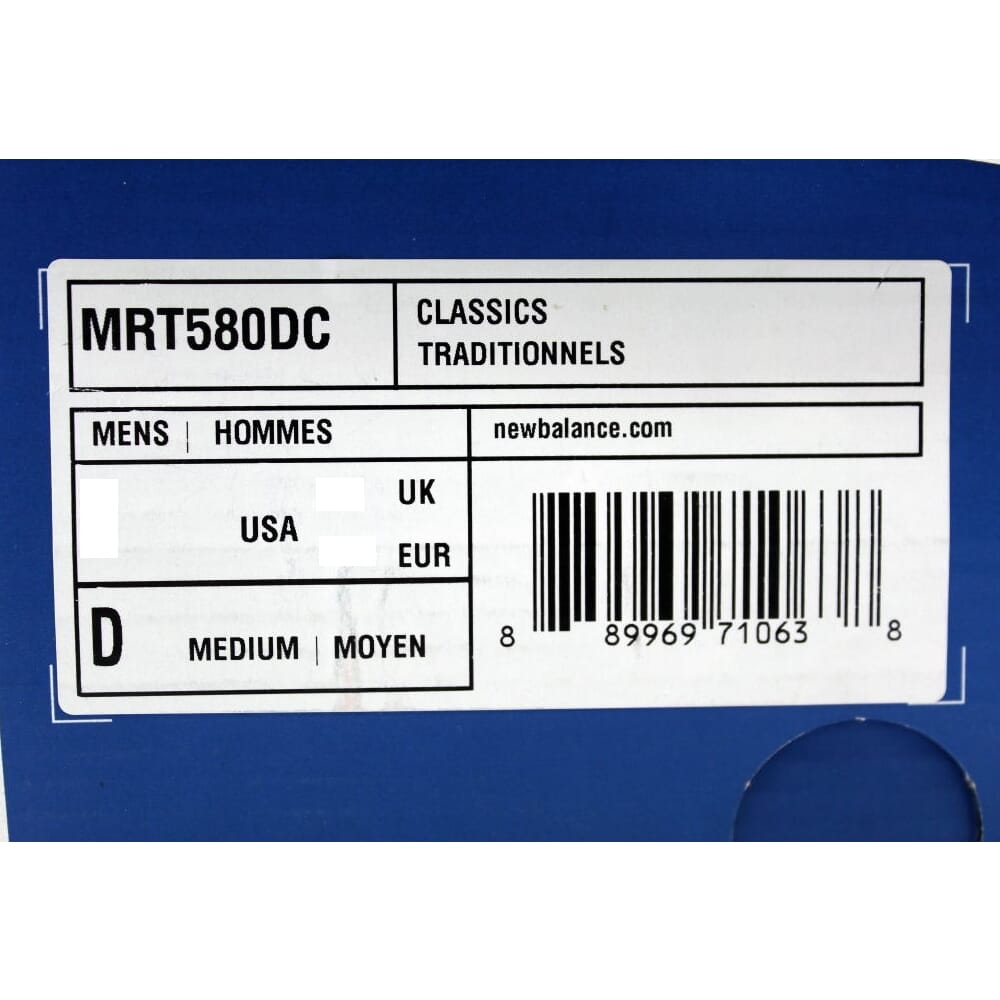 MRT580DC
CLASSICS
TRADITIONNELS
MENS | HOMMES
newbalance.com
UK
USA
EUR
D MEDIUM | MOYEN
8 89969 71063 8